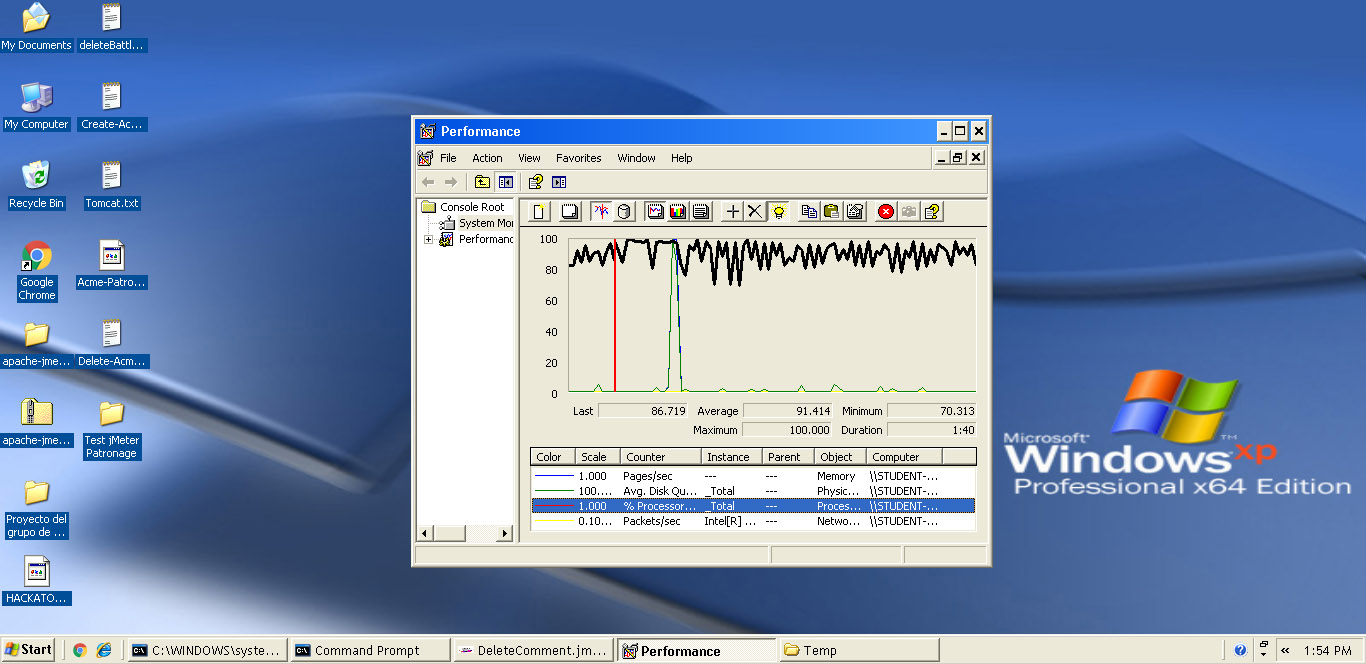 My Documents
deleteBattl...
My Computer
Create-Ac...
Recycle Bin
Tomcat.txt
Google
Chrome
Acme-Patro...
apache-jme...
Delete-Acm...
apache-jme...
Test jMeter
Patronage
Proyecto del
grupo de ...
HACKATO...
Performance
File Action View Favorites Window Help
Console Root
System Mor
Performanc
100
80
60
40
20
0
Last 86.719 Average 91.414 Minimum 70.313
Maximum 100.000 Duration 1:40
Color Scale Counter Instance Parent Object Computer
1.000 Pages/sec --- --- Memory \\STUDENT-...
100.... Avg. Disk Qu... _Total --- Physic... \\STUDENT-...
1.000 % Processor... _Total --- Proces... \\STUDENT-...
0.10... Packets/sec Intel[R] ... --- Netwo... \\STUDENT-...
Microsoft®
Windows xp ™
Professional x64 Edition
Start C:\WINDOWS\syste... Command Prompt DeleteComment.jm... Performance Temp « 1:54 PM